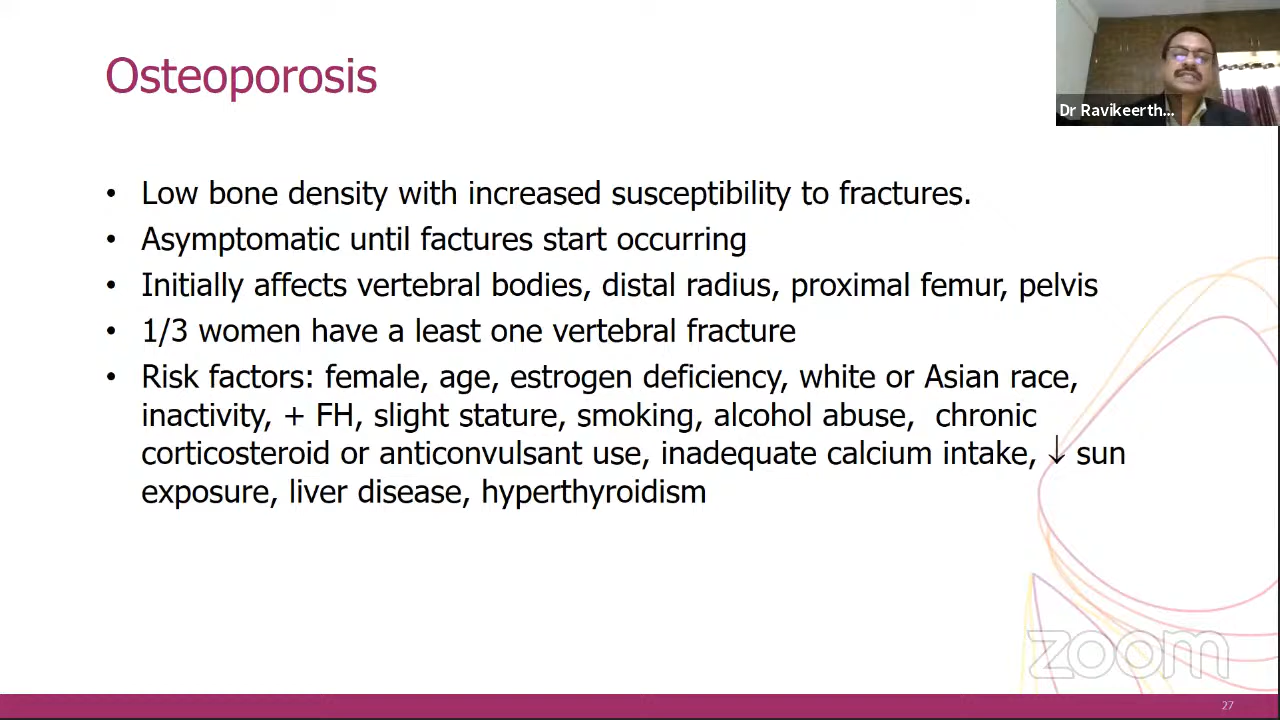 Osteoporosis
Dr Ravikeerth...
• Low bone density with increased susceptibility to fractures.
• Asymptomatic until factures start occurring
• Initially affects vertebral bodies, distal radius, proximal femur, pelvis
• 1/3 women have a least one vertebral fracture
• Risk factors: female, age, estrogen deficiency, white or Asian race,
inactivity, + FH, slight stature, smoking, alcohol abuse, chronic
corticosteroid or anticonvulsant use, inadequate calcium intake, ↓ sun
exposure, liver disease, hyperthyroidism
zoom
27